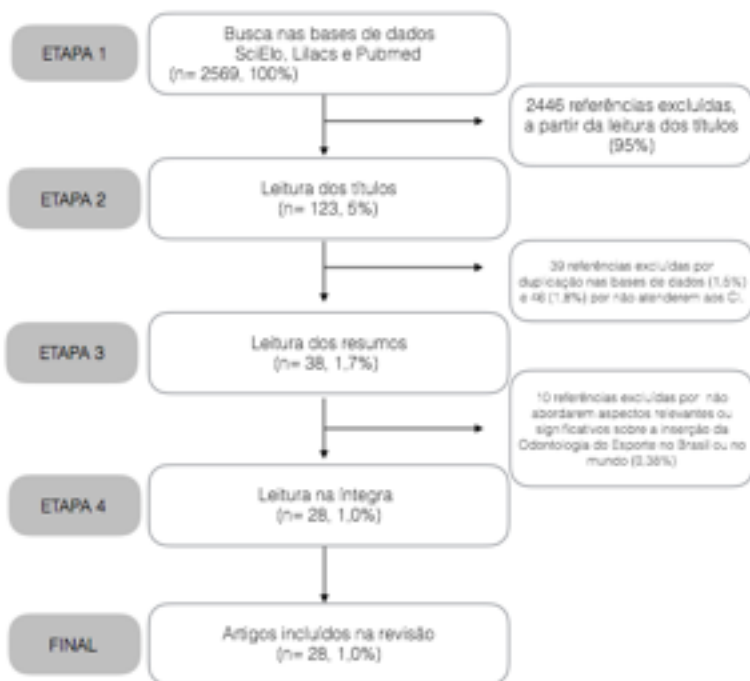 ETAPA 1
Busca nas bases de dados
SciElo, Lilacs e Pubmed
(n= 2569, 100%)
2446 referências excluídas,
a partir da leitura dos títulos
(95%)
ETAPA 2
Leitura dos títulos
(n= 123, 5%)
39 referências excluídas por
duplicação nas bases de dados (1,5%)
e 46 (1,8%) por não atenderem aos CI.
ETAPA 3
Leitura dos resumos
(n= 38, 1,7%)
10 referências excluídas por não
abordarem aspectos relevantes ou
significativos sobre a inserção da
Odontologia do Esporte no Brasil ou no
mundo (0,38%)
ETAPA 4
Leitura na íntegra
(n= 28, 1,0%)
FINAL
Artigos incluídos na revisão
(n= 28, 1,0%)